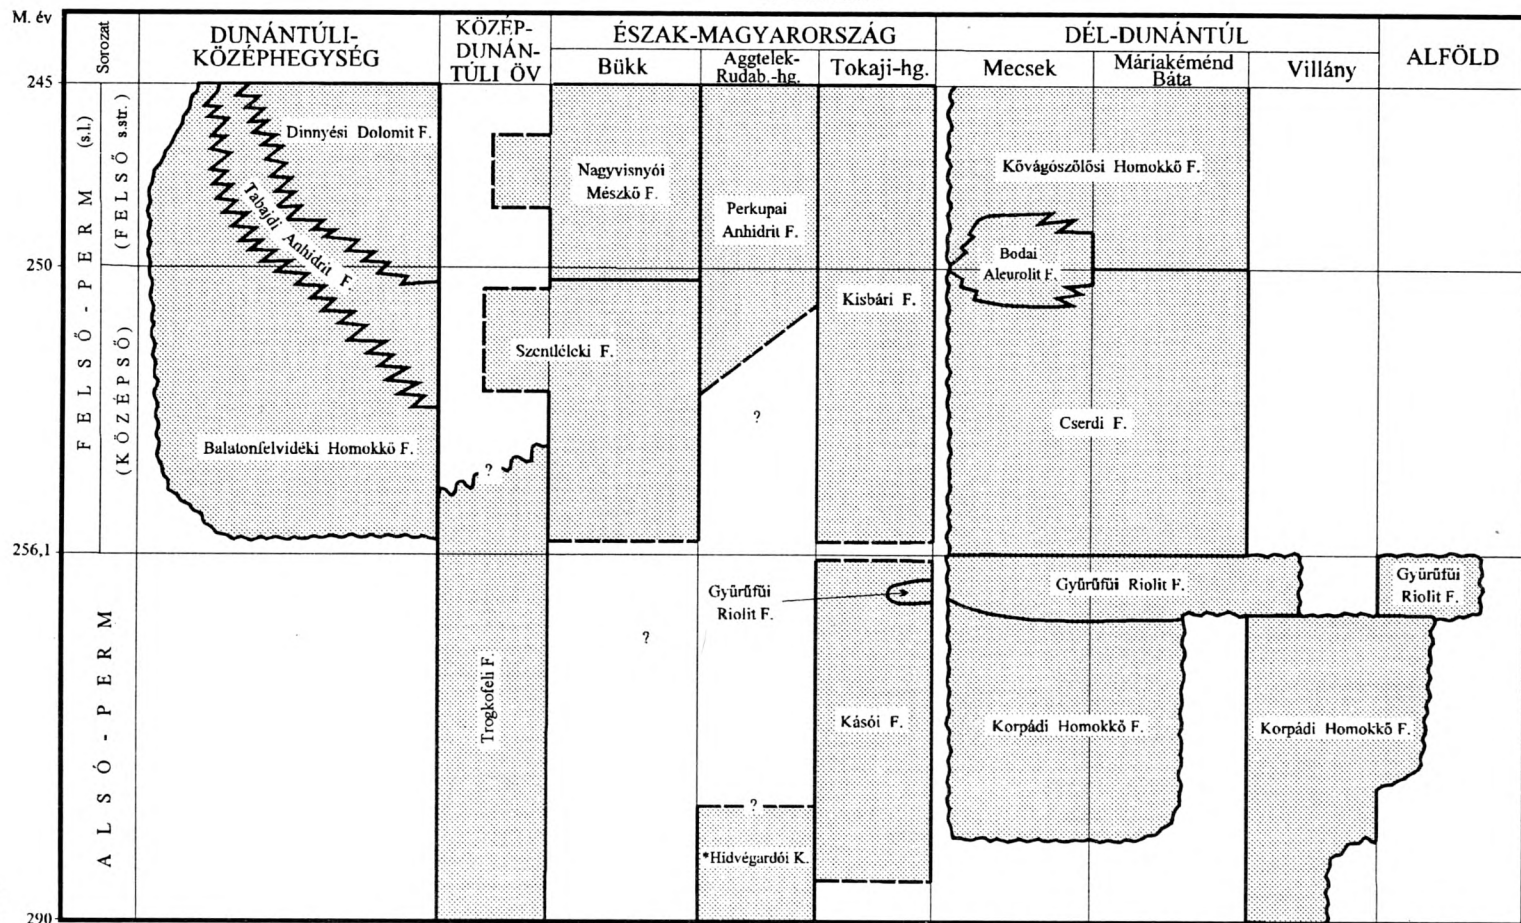 M. év
Sorozat
DUNÁNTÚLI-
KÖZÉPHEGYSÉG
KÖZÉP-
DUNÁN-
TÚLI ÖV
ÉSZAK-MAGYARORSZÁG
Bükk
Aggtelek-
Rudab.-hg.
Tokaji-hg.
DÉL-DUNÁNTÚL
Mecsek
Máriakéménd
Báta
Villány
ALFÖLD
245
250
256,1
290
FELSŐ-PERM (s.l.)
(FELSŐ s.str.)
(KÖZÉPSŐ)
ALSÓ-PERM
Dinnyési Dolomit F.
Tabajdi Anhidrit F.
Balatonfelvidéki Homokkő F.
?
Trogkofeli F.
Nagyvisnyói
Mészkő F.
Szentléleki F.
?
Perkupai
Anhidrit F.
?
Gyűrűfűi
Riolit F.
?
*Hidvégardói K.
Kisbári F.
Kásói F.
Kővágószőlősi Homokkő F.
Bodai
Aleurolit F.
Cserdi F.
Gyűrűfűi Riolit F.
Korpádi Homokkő F.
Korpádi Homokkő F.
Gyűrűfűi
Riolit F.